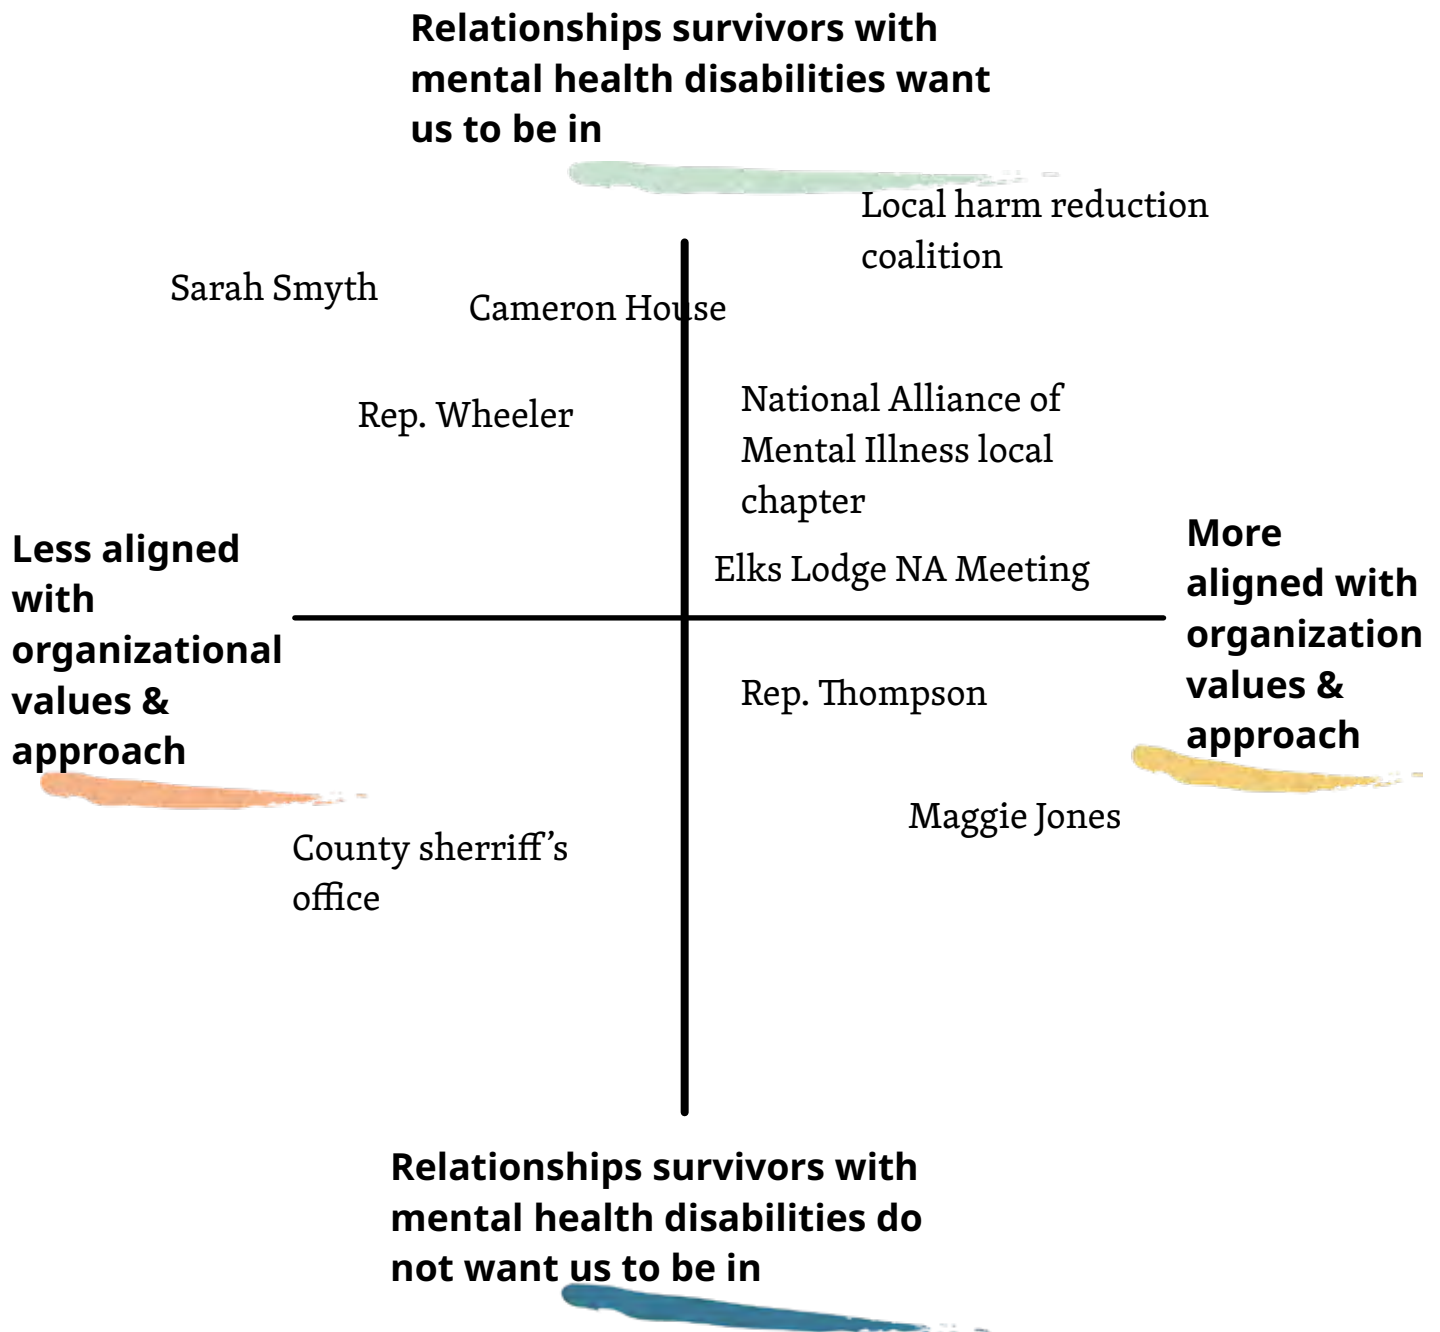 Relationships survivors with
mental health disabilities want
us to be in
Local harm reduction
coalition
Sarah Smyth
Cameron House
National Alliance of
Mental Illness local
chapter
Rep. Wheeler
Elks Lodge NA Meeting
Less aligned
with
organizational
values &
approach
More
aligned with
organization
values &
approach
Rep. Thompson
Maggie Jones
County sherriff’s
office
Relationships survivors with
mental health disabilities do
not want us to be in